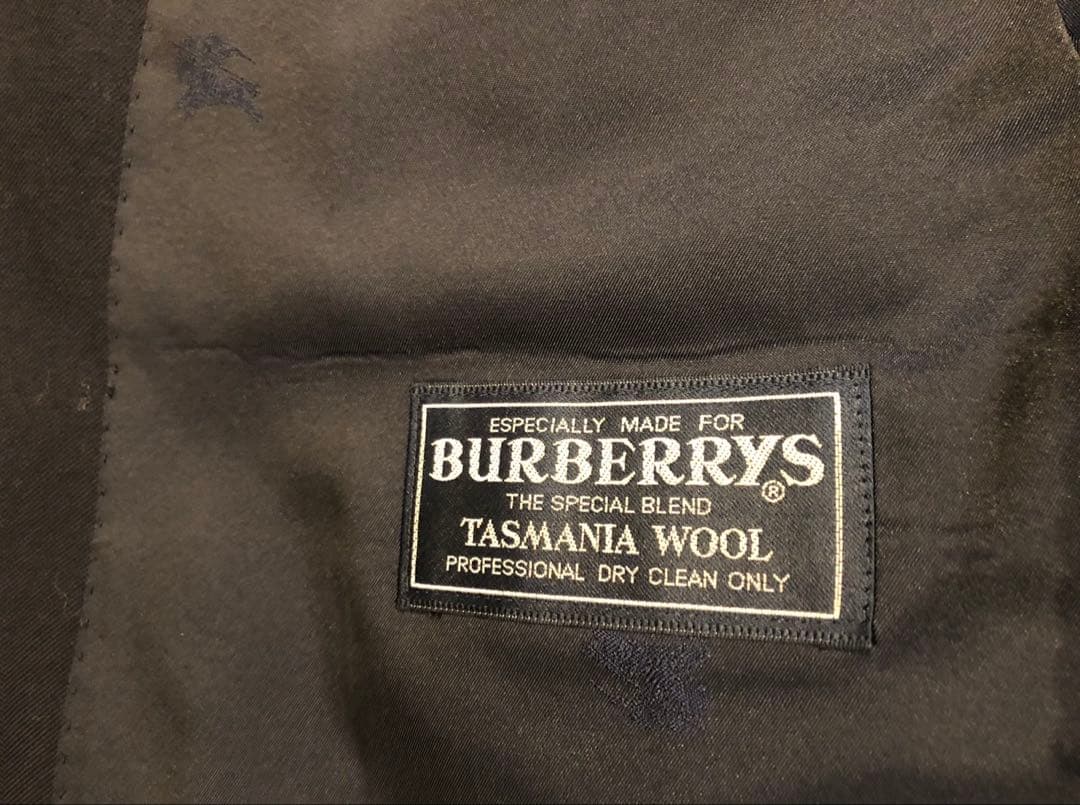 ESPECIALLY MADE FOR
BURBERRYS®
THE SPECIAL BLEND
TASMANIA WOOL
PROFESSIONAL DRY CLEAN ONLY